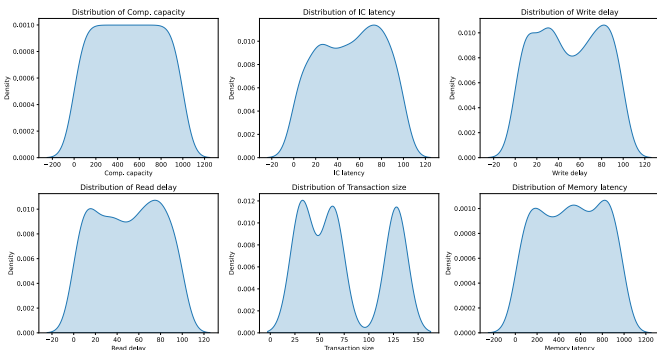 Distribution of Comp. capacity
Density
0.0010
0.0008
0.0006
0.0004
0.0002
0.0000
−200 0 200 400 600 800 1000 1200
Comp. capacity
Distribution of IC latency
Density
0.010
0.008
0.006
0.004
0.002
0.000
−20 0 20 40 60 80 100 120
IC latency
Distribution of Write delay
Density
0.010
0.008
0.006
0.004
0.002
0.000
−20 0 20 40 60 80 100 120
Write delay
Distribution of Read delay
Density
0.010
0.008
0.006
0.004
0.002
0.000
−20 0 20 40 60 80 100 120
Read delay
Distribution of Transaction size
Density
0.012
0.010
0.008
0.006
0.004
0.002
0.000
0 25 50 75 100 125 150
Transaction size
Distribution of Memory latency
Density
0.0010
0.0008
0.0006
0.0004
0.0002
0.0000
−200 0 200 400 600 800 1000 1200
Memory latency